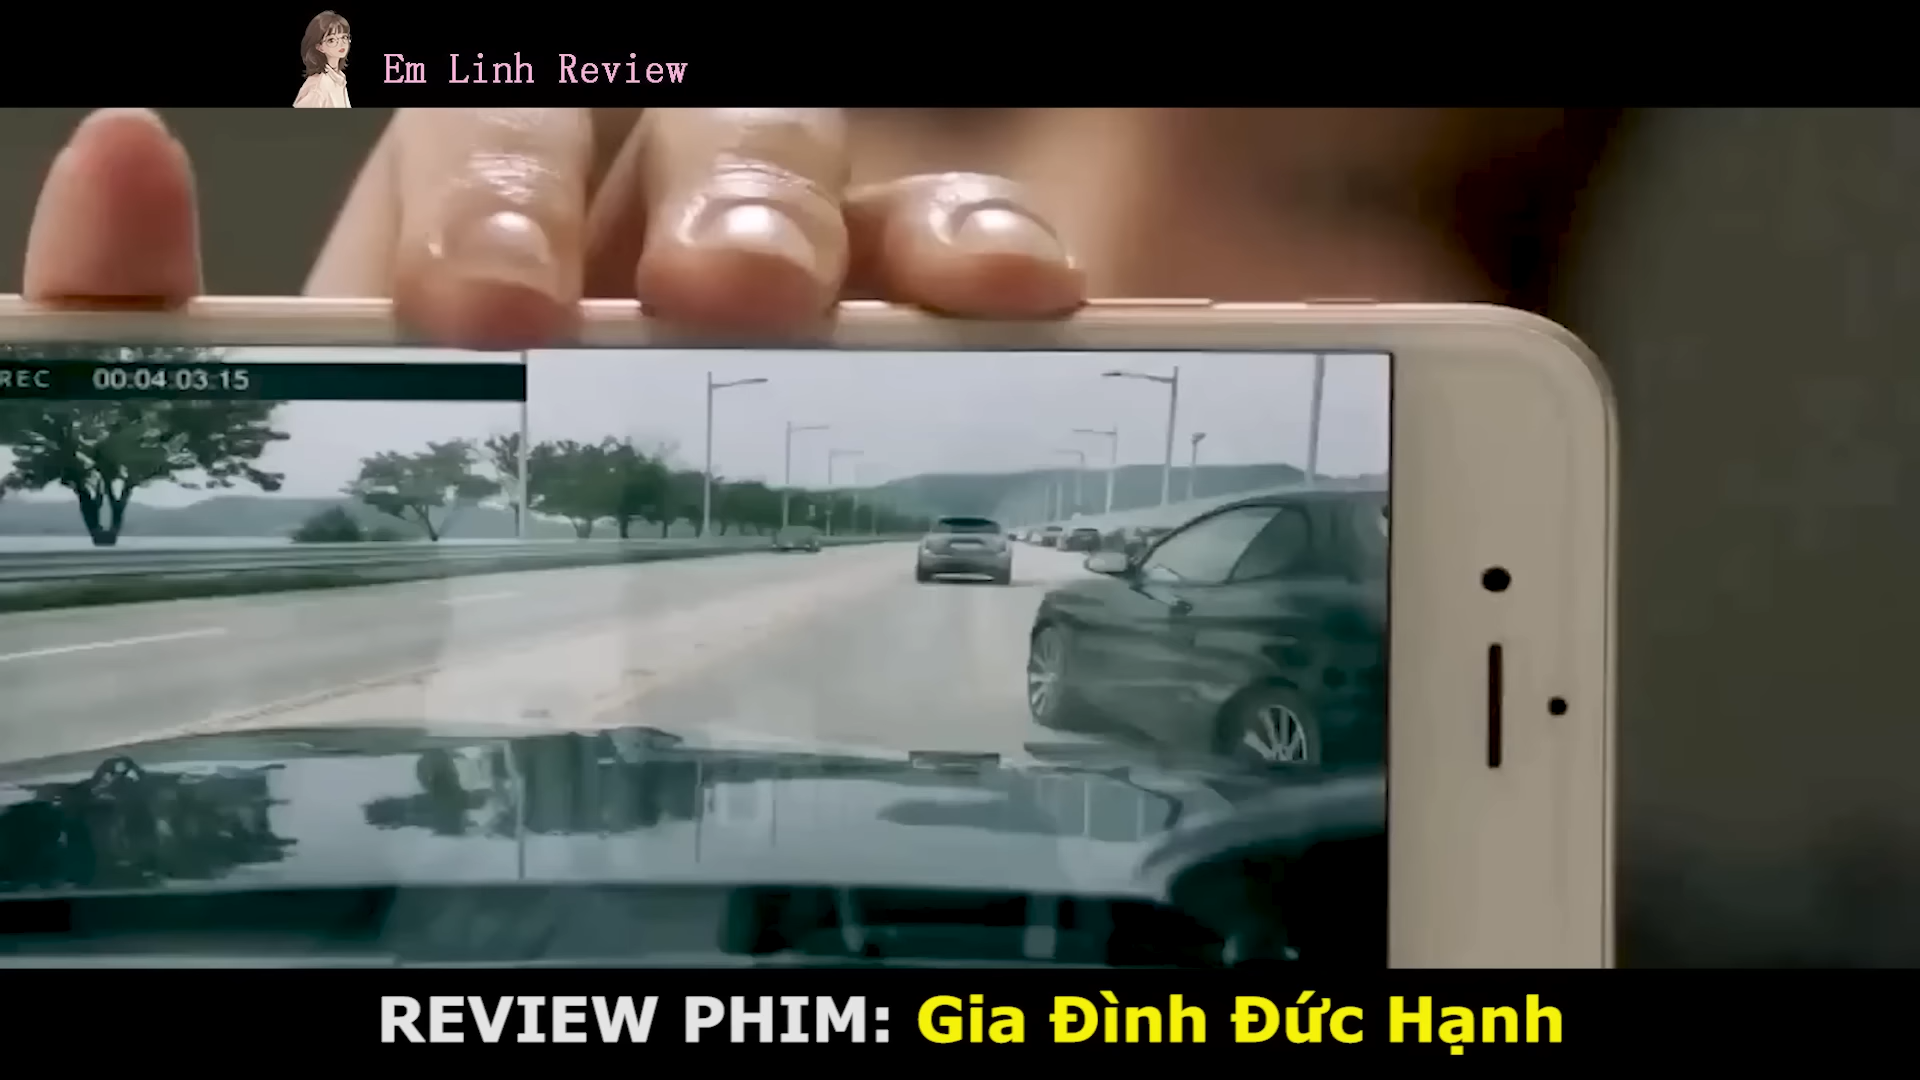 Em Linh Review
REC 00:04:03:15
REVIEW PHIM: Gia Đình Đức Hạnh